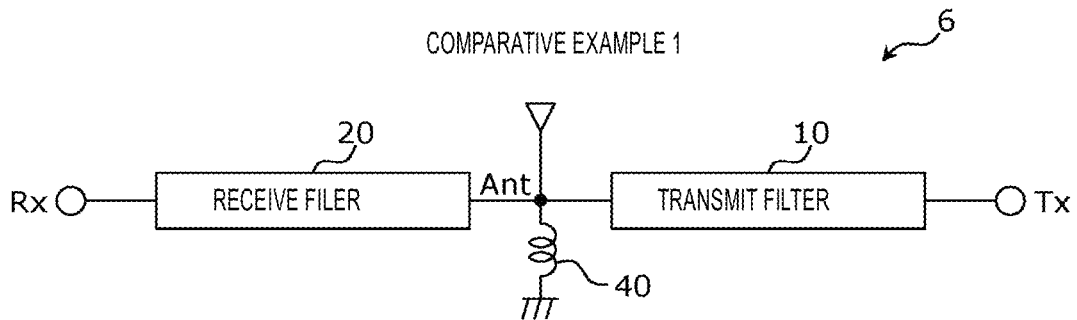 COMPARATIVE EXAMPLE 1
6
20
10
Rx
RECEIVE FILER
Ant
TRANSMIT FILTER
Tx
40